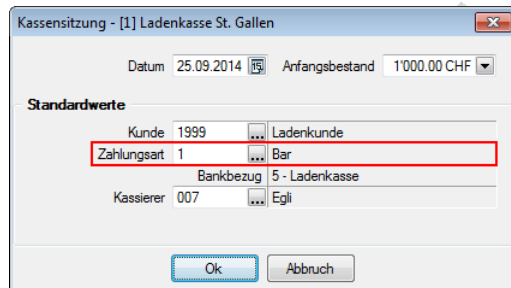 Kassensitzung - [1] Ladenkasse St. Gallen
Datum 25.09.2014 15 Anfangsbestand 1'000.00 CHF
Standardwerte
Kunde 1999 ... Ladenkunde
Zahlungsart 1 ... Bar
Bankbezug 5 - Ladenkasse
Kassierer 007 ... Egli
Ok Abbruch